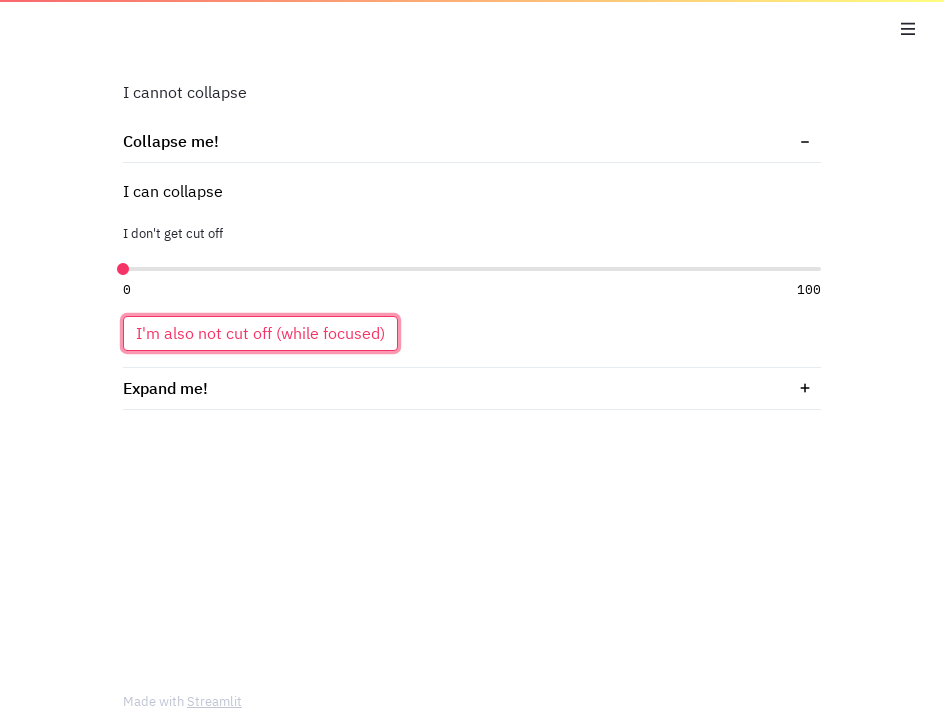 I cannot collapse
Collapse me!
I can collapse
I don't get cut off
0 100
I'm also not cut off (while focused)
Expand me!
Made with Streamlit